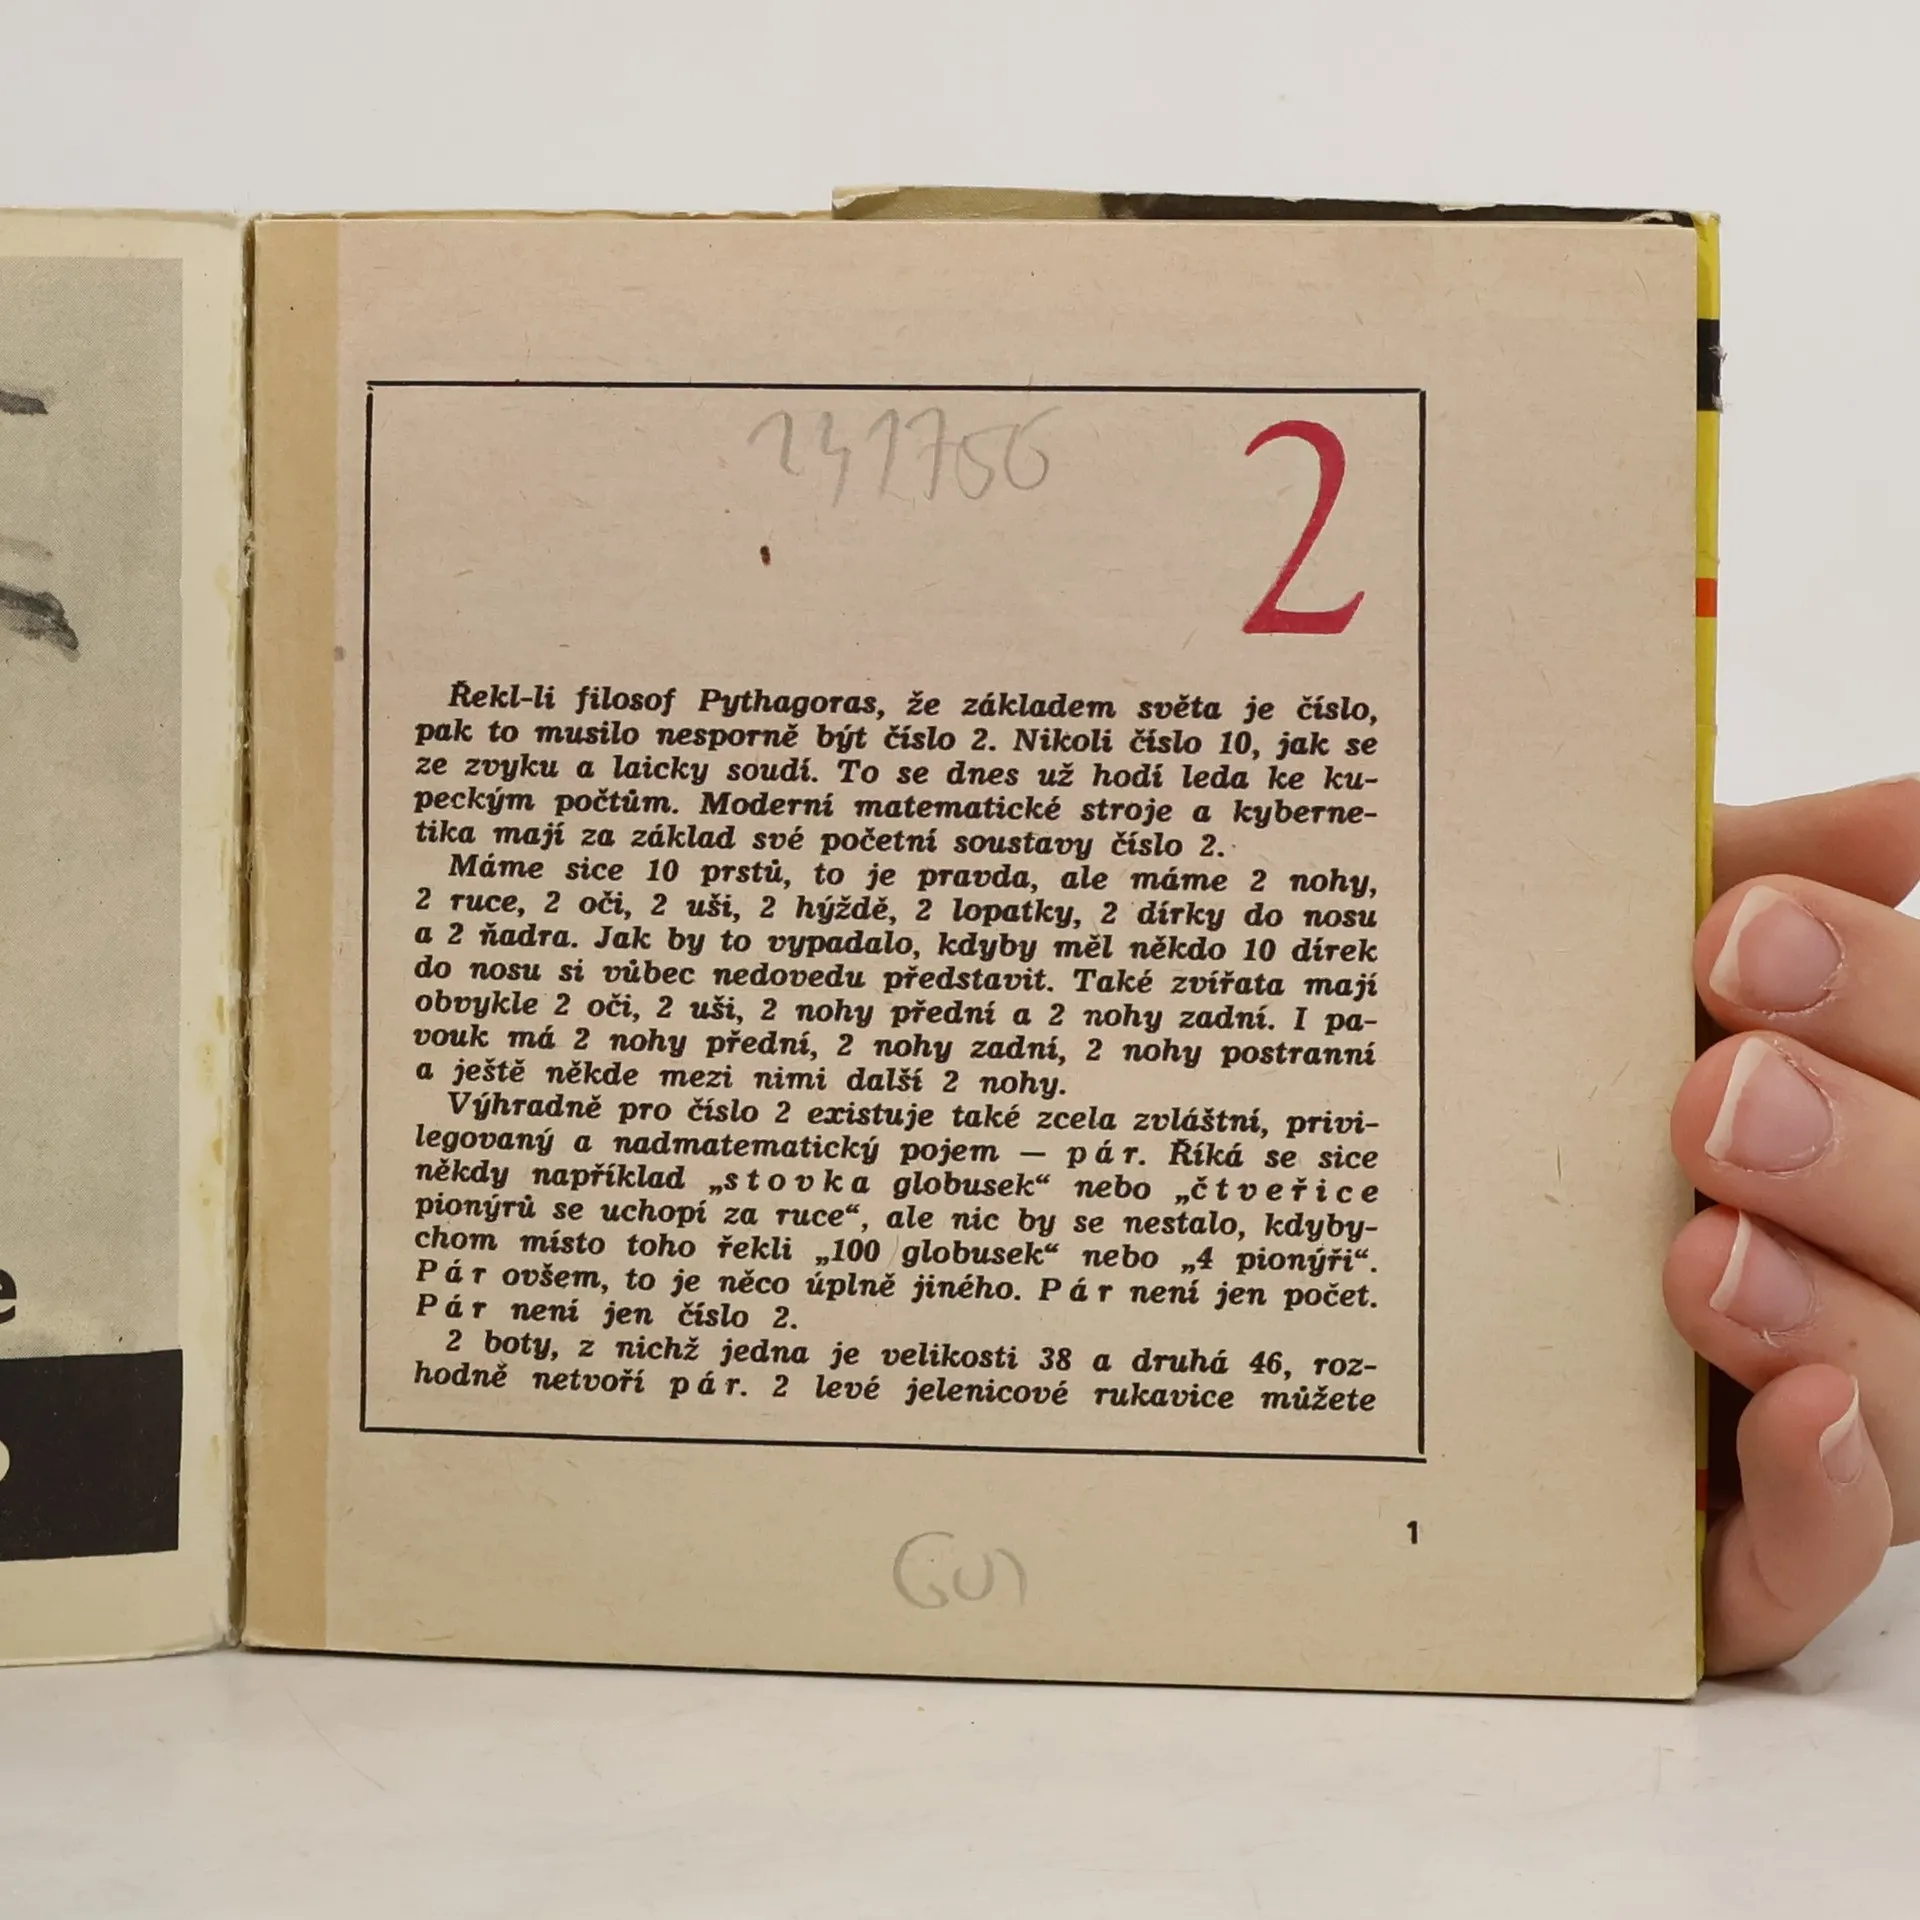 241756
2
Řekl-li filosof Pythagoras, že základem světa je číslo,
pak to musilo nesporně být číslo 2. Nikoli číslo 10, jak se
ze zvyku a laicky soudí. To se dnes už hodí leda ke ku-
peckým počtům. Moderní matematické stroje a kyberne-
tika mají za základ své početní soustavy číslo 2.
Máme sice 10 prstů, to je pravda, ale máme 2 nohy,
2 ruce, 2 oči, 2 uši, 2 hýždě, 2 lopatky, 2 dírky do nosu
a 2 ňadra. Jak by to vypadalo, kdyby měl někdo 10 dírek
do nosu si vůbec nedovedu představit. Také zvířata mají
obvykle 2 oči, 2 uši, 2 nohy přední a 2 nohy zadní. I pa-
vouk má 2 nohy přední, 2 nohy zadní, 2 nohy postranní
a ještě někde mezi nimi další 2 nohy.
Výhradně pro číslo 2 existuje také zcela zvláštní, privi-
legovaný a nadmatematický pojem — pár. Říká se sice
někdy například „stovka globusek“ nebo „čtveřice
pionýrů se uchopí za ruce“, ale nic by se nestalo, kdyby-
chom místo toho řekli „100 globusek“ nebo „4 pionýři“.
Pár ovšem, to je něco úplně jiného. Pár není jen počet.
Pár není jen číslo 2.
2 boty, z nichž jedna je velikosti 38 a druhá 46, roz-
hodně netvoří pár. 2 levé jelenicové rukavice můžete
1